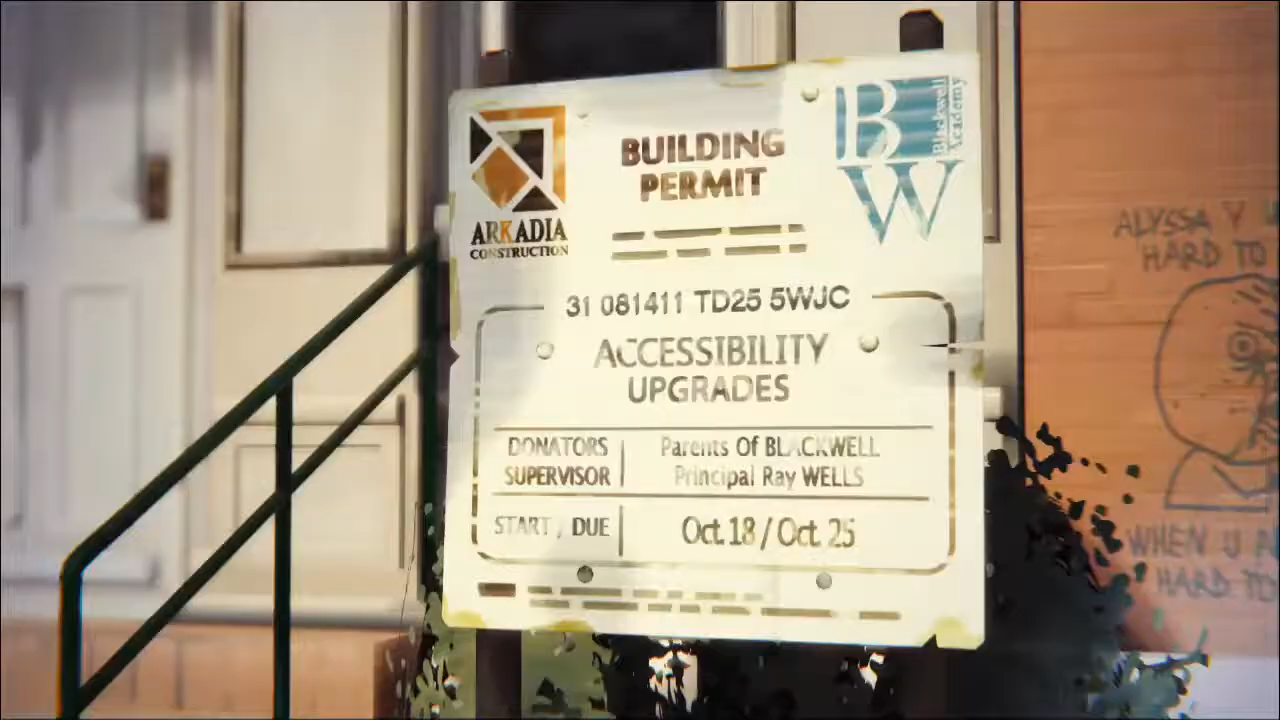 BUILDING
PERMIT
ARKADIA
CONSTRUCTION
BW
Blackwell
Academy
31 081411 TD25 5WJC
ACCESSIBILITY
UPGRADES
DONATORS Parents Of BLACKWELL
SUPERVISOR Principal Ray WELLS
START / DUE Oct. 18 / Oct. 25
ALYSSA
HARD TO
WHEN U
HARD TO